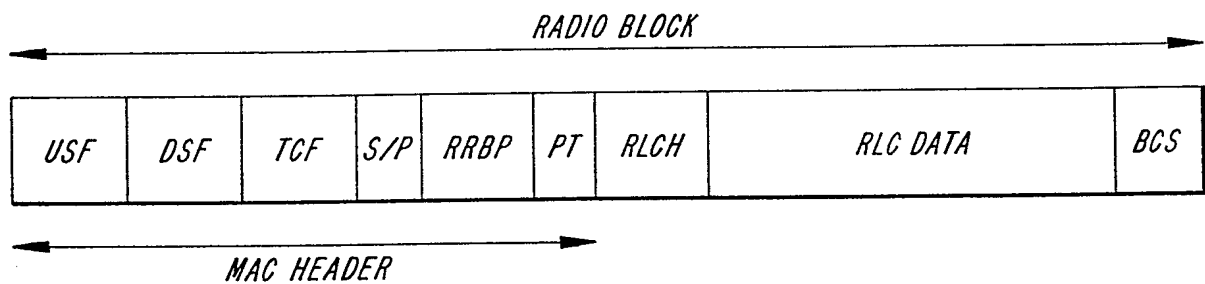 RADIO BLOCK
USF DSF TCF S/P RRBP PT RLCH RLC DATA BCS
MAC HEADER